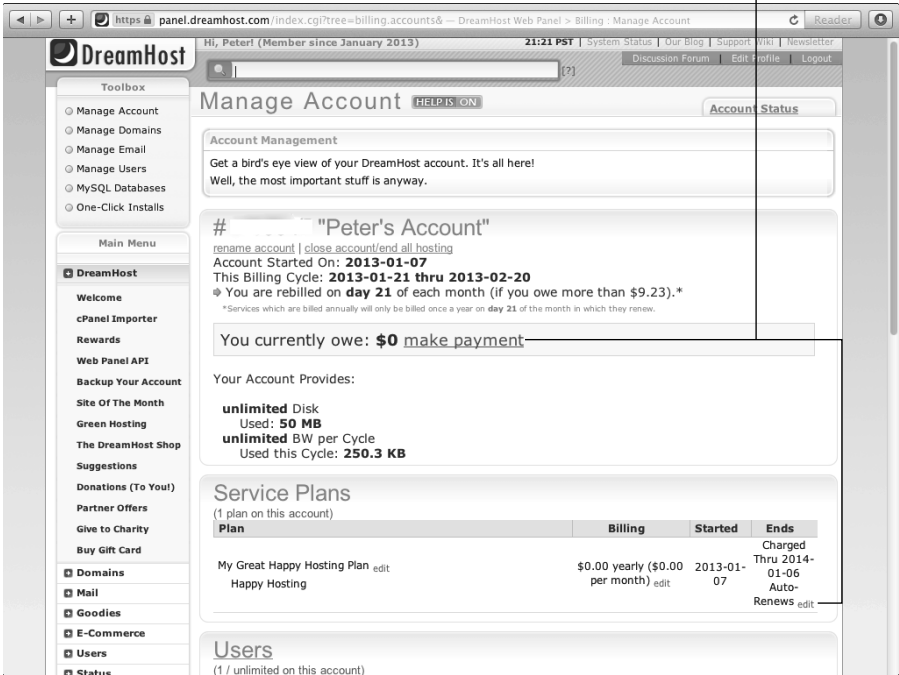 https panel.dreamhost.com/index.cgi?tree=billing.accounts& — DreamHost Web Panel > Billing : Manage Account
Reader
DreamHost
Hi, Peter! (Member since January 2013)
21:21 PST | System Status | Our Blog | Support Wiki | Newsletter
Discussion Forum | Edit Profile | Logout
[?]
Toolbox
Manage Account
Manage Domains
Manage Email
Manage Users
MySQL Databases
One-Click Installs
Main Menu
DreamHost
Welcome
cPanel Importer
Rewards
Web Panel API
Backup Your Account
Site Of The Month
Green Hosting
The DreamHost Shop
Suggestions
Donations (To You!)
Partner Offers
Give to Charity
Buy Gift Card
Domains
Mail
Goodies
E-Commerce
Users
Status
Manage Account HELP IS ON
Account Status
Account Management
Get a bird's eye view of your DreamHost account. It's all here!
Well, the most important stuff is anyway.
# "Peter's Account"
rename account | close account/end all hosting
Account Started On: 2013-01-07
This Billing Cycle: 2013-01-21 thru 2013-02-20
You are rebilled on day 21 of each month (if you owe more than $9.23).*
*Services which are billed annually will only be billed once a year on day 21 of the month in which they renew.
You currently owe: $0 make payment
Your Account Provides:
unlimited Disk
Used: 50 MB
unlimited BW per Cycle
Used this Cycle: 250.3 KB
Service Plans
(1 plan on this account)
Plan Billing Started Ends
My Great Happy Hosting Plan edit
Happy Hosting
$0.00 yearly ($0.00
per month) edit
2013-01-
07
Charged
Thru 2014-
01-06
Auto-
Renews edit
Users
(1 / unlimited on this account)